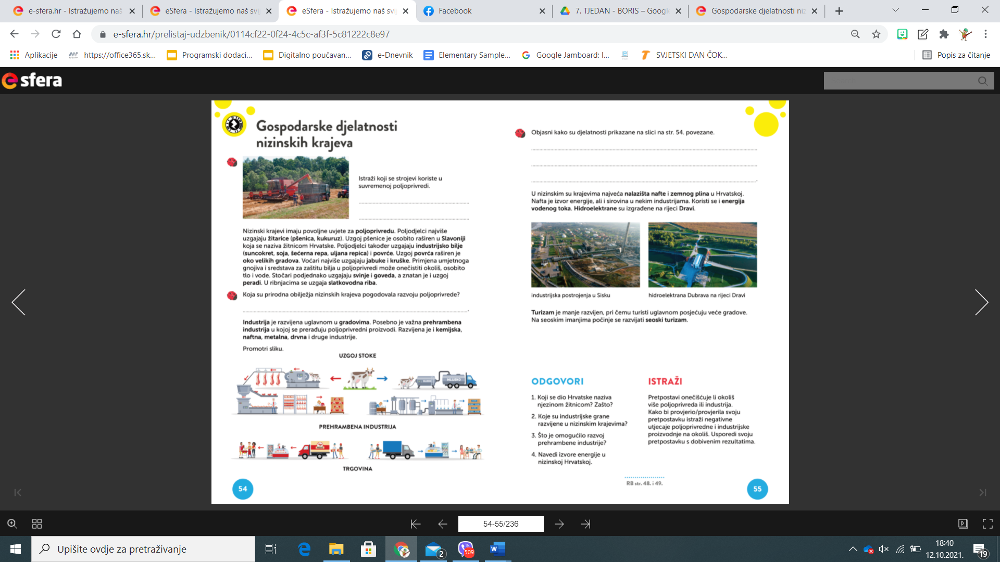 e-sfera.hr - Istražujemo naš
eSfera - Istražujemo naš svij
eSfera - Istražujemo naš svij
Facebook
7. TJEDAN - BORIS – Google
Gospodarske djelatnosti niz
e-sfera.hr/prelistaj-udzbenik/0114cf22-0f24-4c5c-af3f-5c81222c8e97
Aplikacije
https://office365.sk...
Programski dodaci...
Digitalno poučavan...
e-Dnevnik
Elementary Sample...
Google Jamboard: I...
SVJETSKI DAN ČOK...
Popis za čitanje
e sfera
Gospodarske djelatnosti
nizinskih krajeva
Istraži koji se strojevi koriste u
suvremenoj poljoprivredi.
Nizinski krajevi imaju povoljne uvjete za poljoprivredu. Poljodjelci najviše
uzgajaju žitarice (pšenica, kukuruz). Uzgoj pšenice je osobito raširen u Slavoniji
koja se naziva žitnicom Hrvatske. Poljodjelci također uzgajaju industrijsko bilje
(suncokret, soja, šećerna repa, uljana repica) i povrće. Uzgoj povrća raširen je
oko velikih gradova. Voćari najviše uzgajaju jabuke i kruške. Primjena umjetnoga
gnojiva i sredstava za zaštitu bilja u poljoprivredi može onečistiti okoliš, osobito
tlo i vode. Stočari podjednako uzgajaju svinje i goveda, a znatan je i uzgoj
peradi. U ribnjacima se uzgaja slatkovodna riba.
Koja su prirodna obilježja nizinskih krajeva pogodovala razvoju poljoprivrede?
Industrija je razvijena uglavnom u gradovima. Posebno je važna prehrambena
industrija u kojoj se prerađuju poljoprivredni proizvodi. Razvijena je i kemijska,
naftna, metalna, drvna i druge industrije.
Promotri sliku.
UZGOJ STOKE
MLIJEKO
PREHRAMBENA INDUSTRIJA
TRGOVINA
54
Objasni kako su djelatnosti prikazane na slici na str. 54. povezane.
U nizinskim su krajevima najveća nalazišta nafte i zemnog plina u Hrvatskoj.
Nafta je izvor energije, ali i sirovina u nekim industrijama. Koristi se i energija
vodenog toka. Hidroelektrane su izgrađene na rijeci Dravi.
industrijska postrojenja u Sisku
hidroelektrana Dubrava na rijeci Dravi
Turizam je manje razvijen, pri čemu turisti uglavnom posjećuju veće gradove.
Na seoskim imanjima počinje se razvijati seoski turizam.
ODGOVORI
1. Koji se dio Hrvatske naziva
njezinom žitnicom? Zašto?
2. Koje su industrijske grane
razvijene u nizinskim krajevima?
3. Što je omogućilo razvoj
prehrambene industrije?
4. Navedi izvore energije u
nizinskoj Hrvatskoj.
ISTRAŽI
Pretpostavi onečišćuje li okoliš
više poljoprivreda ili industrija.
Kako bi provjerio/provjerila svoju
pretpostavku istraži negativne
utjecaje poljoprivredne i industrijske
proizvodnje na okoliš. Usporedi svoju
pretpostavku s dobivenim rezultatima.
RB str. 48. i 49.
55
54-55/236
Upišite ovdje za pretraživanje
2
509
18:40
12.10.2021.
19